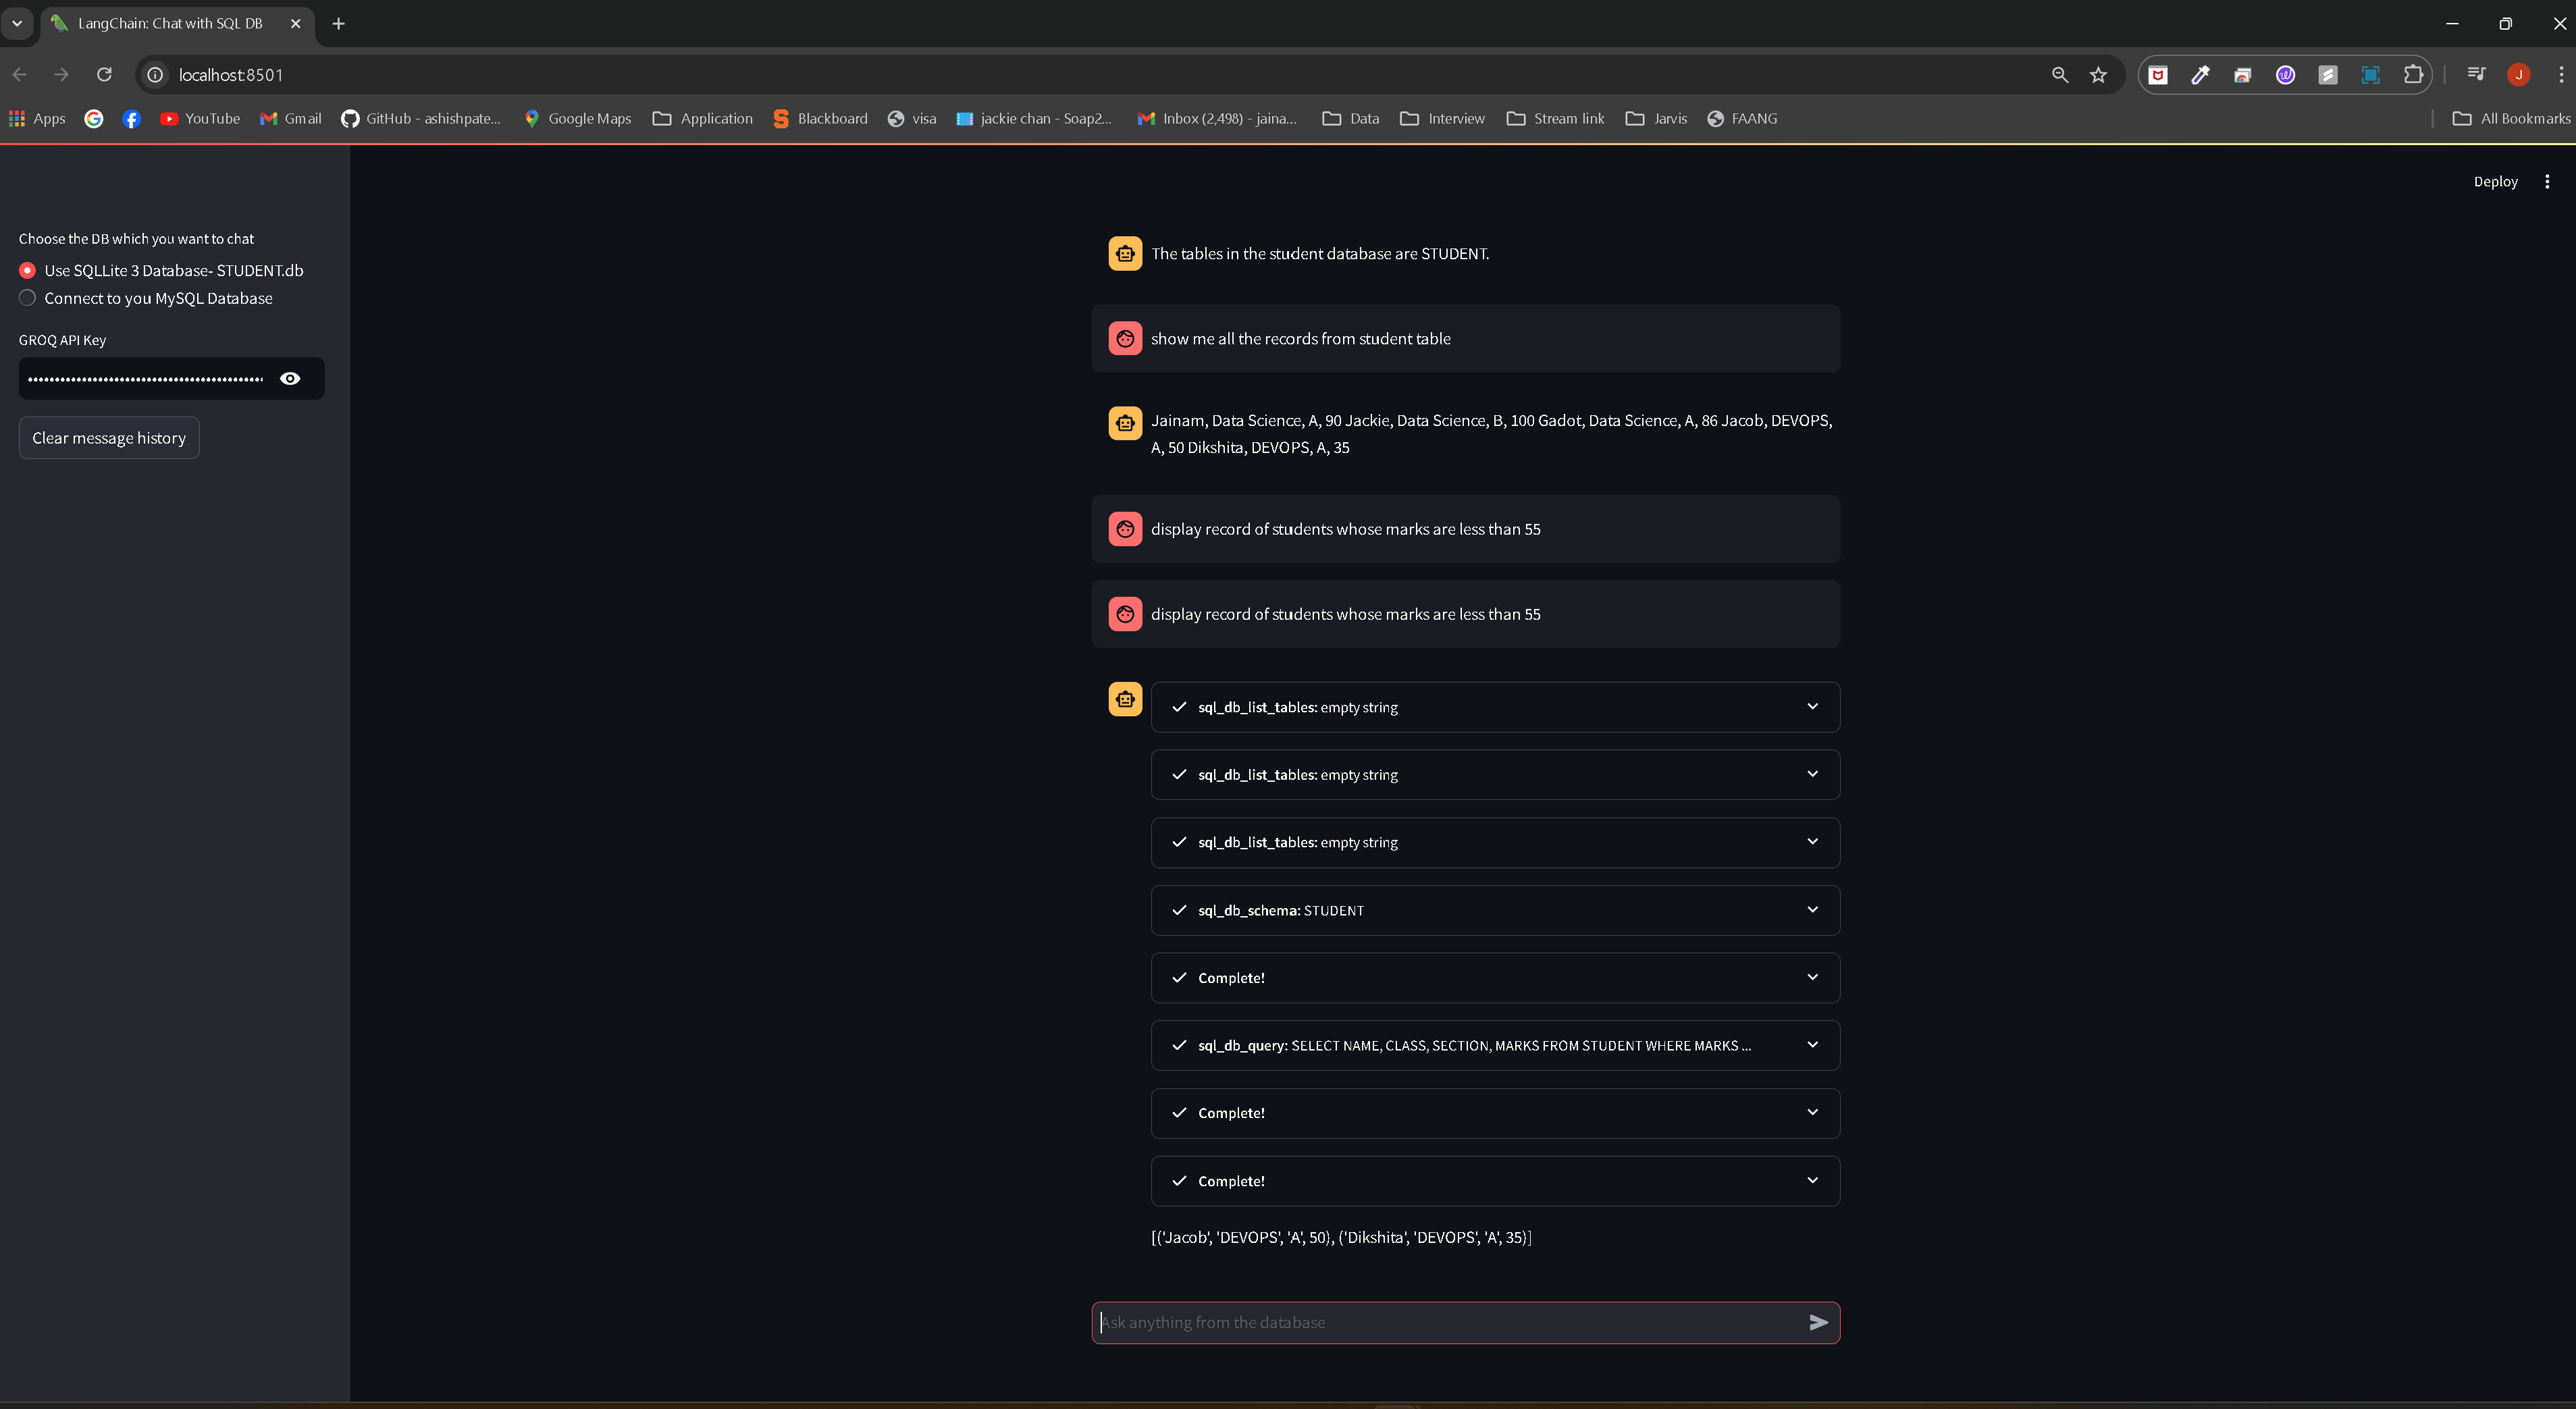 LangChain: Chat with SQL DB
localhost:8501
J
Apps
YouTube
Gmail
GitHub - ashishpate...
Google Maps
Application
Blackboard
visa
jackie chan - Soap2...
Inbox (2,498) - jaina...
Data
Interview
Stream link
Jarvis
FAANG
All Bookmarks
Deploy
Choose the DB which you want to chat
Use SQLLite 3 Database- STUDENT.db
Connect to you MySQL Database
GROQ API Key
Clear message history
The tables in the student database are STUDENT.
show me all the records from student table
Jainam, Data Science, A, 90 Jackie, Data Science, B, 100 Gadot, Data Science, A, 86 Jacob, DEVOPS,
A, 50 Dikshita, DEVOPS, A, 35
display record of students whose marks are less than 55
display record of students whose marks are less than 55
sql_db_list_tables: empty string
sql_db_list_tables: empty string
sql_db_list_tables: empty string
sql_db_schema: STUDENT
Complete!
sql_db_query: SELECT NAME, CLASS, SECTION, MARKS FROM STUDENT WHERE MARKS ...
Complete!
Complete!
[('Jacob', 'DEVOPS', 'A', 50), ('Dikshita', 'DEVOPS', 'A', 35)]
Ask anything from the database